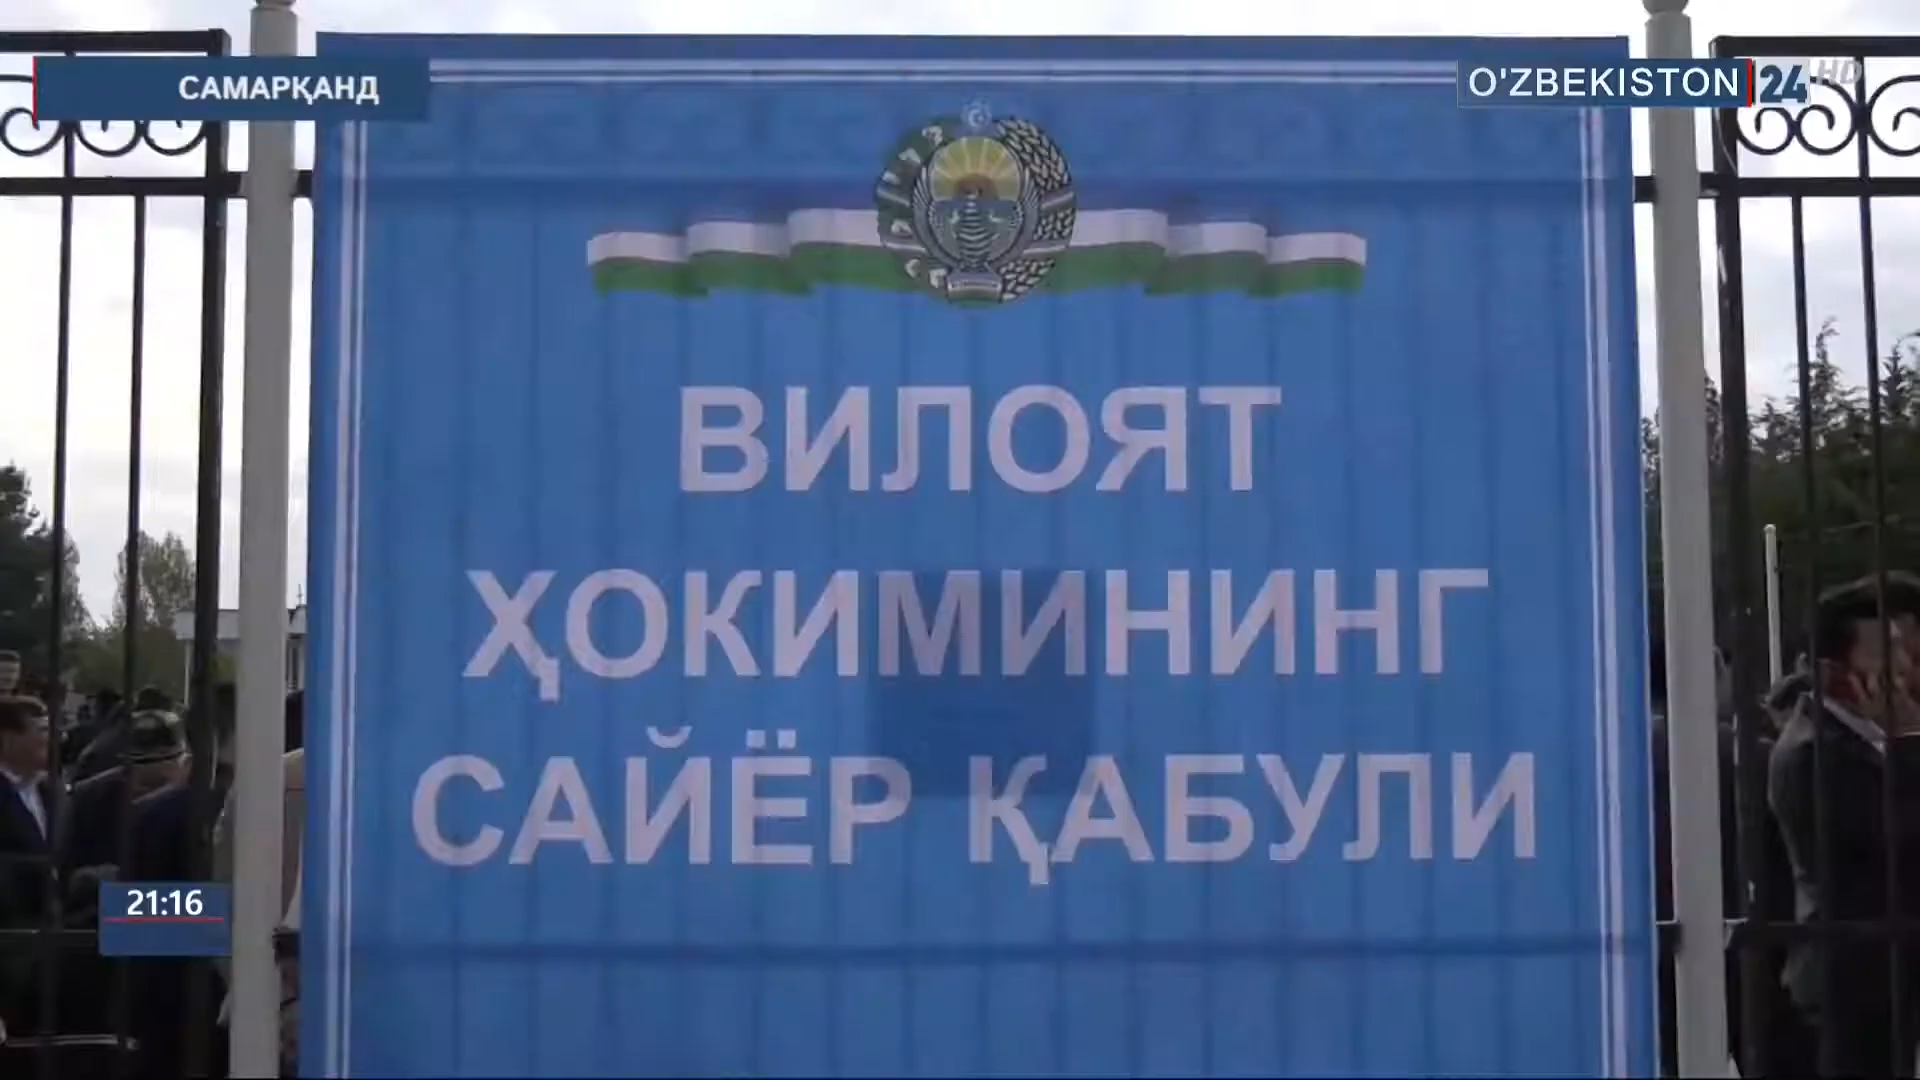 САМАРҚАНД
O'ZBEKISTON 24 HD
ВИЛОЯТ
ҲОКИМИНИНГ
САЙЁР ҚАБУЛИ
21:16